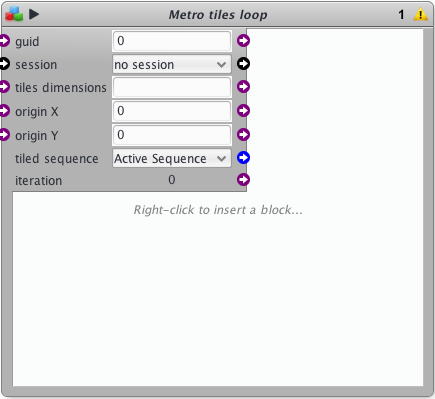 Metro tiles loop 1
guid 0
session no session
tiles dimensions
origin X 0
origin Y 0
tiled sequence Active Sequence
iteration 0
Right-click to insert a block...